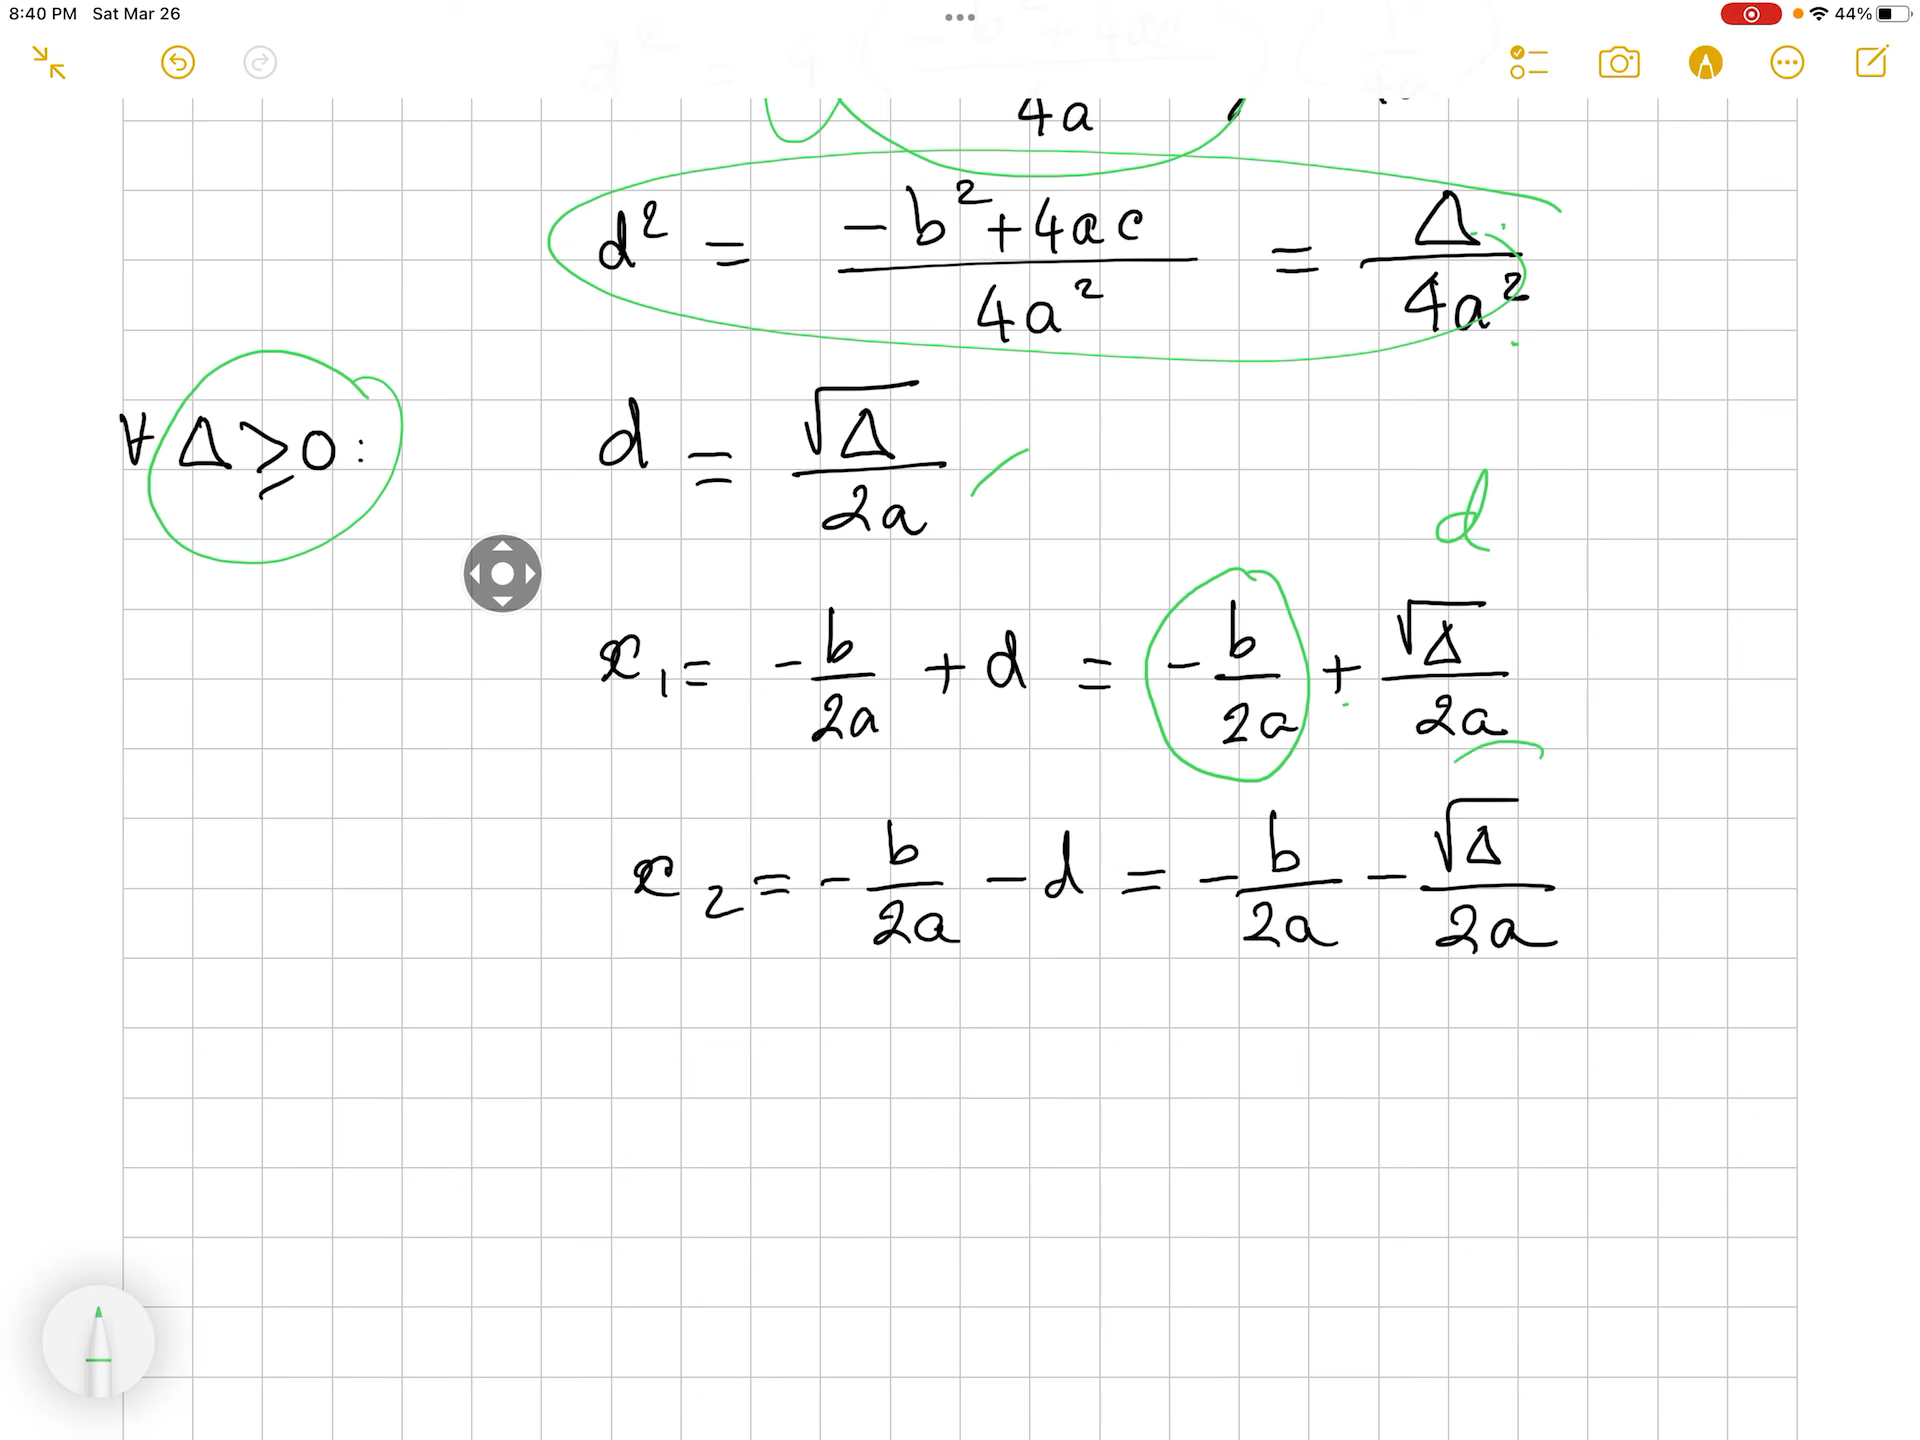 8:40 PM Sat Mar 26 44%
4a
d² = (-b²+4ac)/(4a²) = Δ/(4a²)
∀ Δ ≥ 0: d = √Δ/2a
d
x₁ = -b/2a + d = -b/2a + √Δ/2a
x₂ = -b/2a - d = -b/2a - √Δ/2a